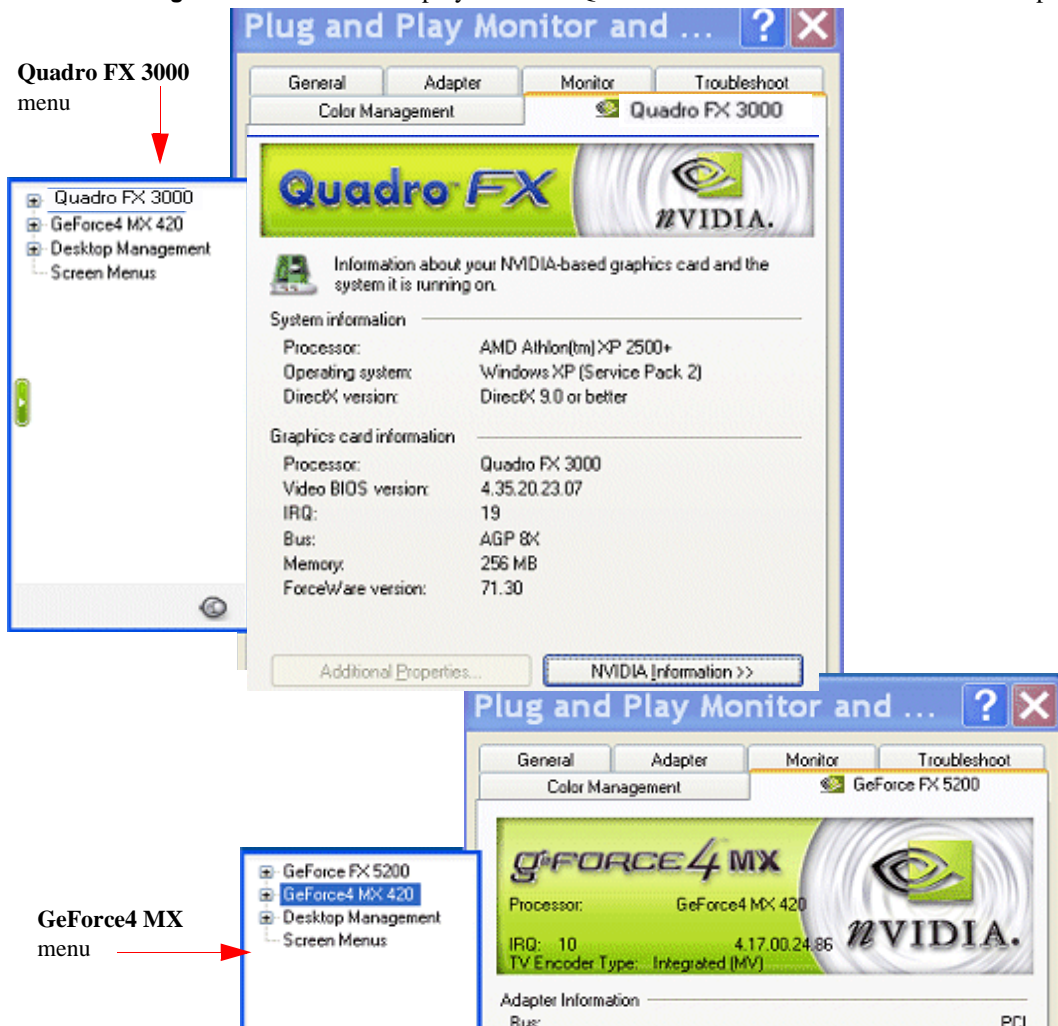 Plug and Play Monitor and ...
Quadro FX 3000
menu
General Adapter Monitor Troubleshoot
Color Management Quadro FX 3000
Quadro FX
nVIDIA.
Quadro FX 3000
GeForce4 MX 420
Desktop Management
Screen Menus
Information about your NVIDIA-based graphics card and the
system it is running on.
System information
Processor: AMD Athlon(tm) XP 2500+
Operating system: Windows XP (Service Pack 2)
DirectX version: DirectX 9.0 or better
Graphics card information
Processor: Quadro FX 3000
Video BIOS version: 4.35.20.23.07
IRQ: 19
Bus: AGP 8X
Memory: 256 MB
ForceWare version: 71.30
Additional Properties... NVIDIA Information >>
Plug and Play Monitor and ...
General Adapter Monitor Troubleshoot
Color Management GeForce FX 5200
GeForce4 MX
Processor: GeForce4 MX 420
nVIDIA.
IRQ: 10 4.17.00.24.86
TV Encoder Type: Integrated (MV)
GeForce4 MX
menu
GeForce FX 5200
GeForce4 MX 420
Desktop Management
Screen Menus
Adapter Information
Bus: PCI